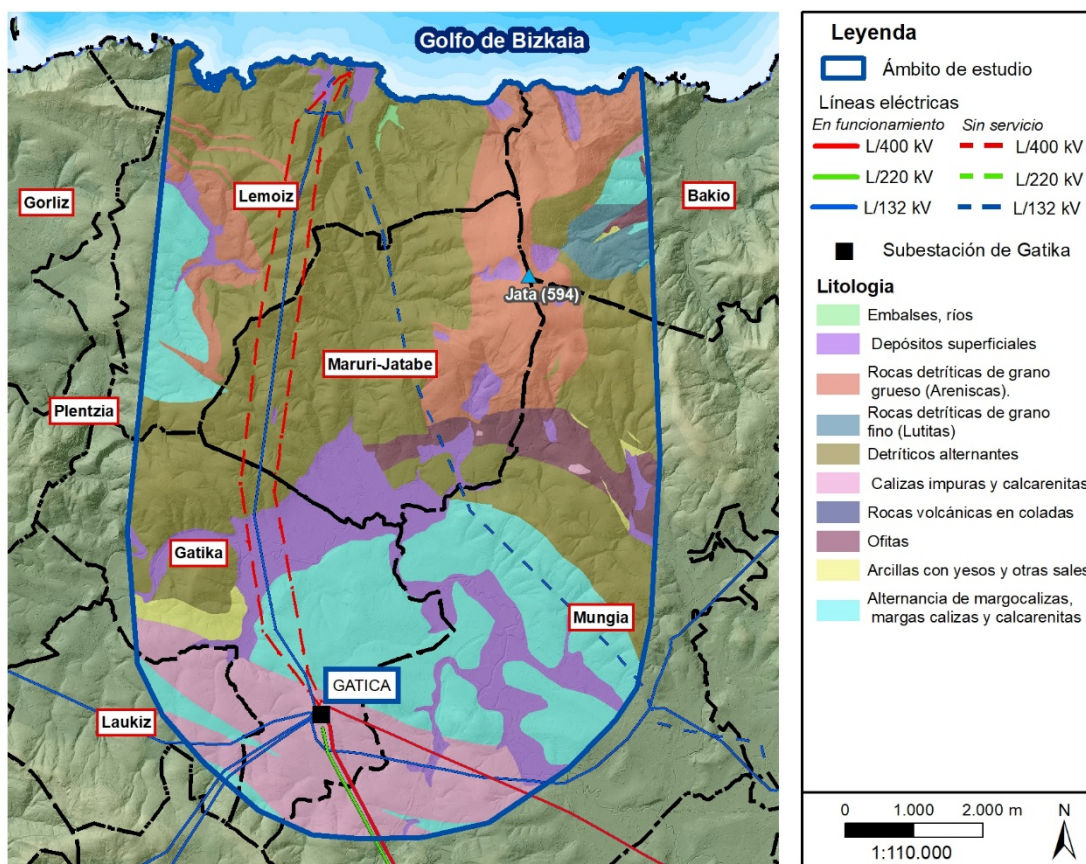 Golfo de Bizkaia
Gorliz
Lemoiz
Bakio
Jata (594)
Maruri-Jatabe
Plentzia
Gatika
Mungia
GATICA
Laukiz
Leyenda
Ámbito de estudio
Líneas eléctricas
En funcionamiento Sin servicio
L/400 kV L/400 kV
L/220 kV L/220 kV
L/132 kV L/132 kV
Subestación de Gatika
Litologia
Embalses, ríos
Depósitos superficiales
Rocas detríticas de grano
grueso (Areniscas).
Rocas detríticas de grano
fino (Lutitas)
Detríticos alternantes
Calizas impuras y calcarenitas
Rocas volcánicas en coladas
Ofitas
Arcillas con yesos y otras sales
Alternancia de margocalizas,
margas calizas y calcarenitas
0 1.000 2.000 m
1:110.000
N